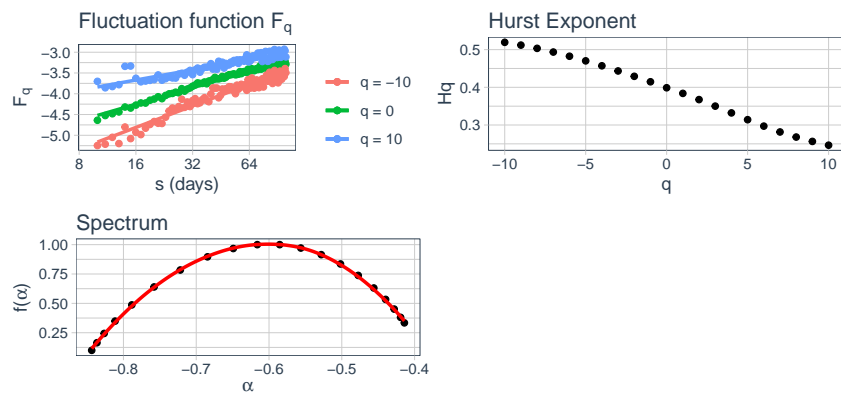 Fluctuation function Fq
Fq
−3.0
−3.5
−4.0
−4.5
−5.0
8 16 32 64
s (days)
q = −10
q = 0
q = 10
Hurst Exponent
Hq
0.5
0.3
−10 −5 0 5 10
q
Spectrum
f(α)
1.00
0.75
0.50
0.25
−0.8 −0.7 −0.6 −0.5 −0.4
α